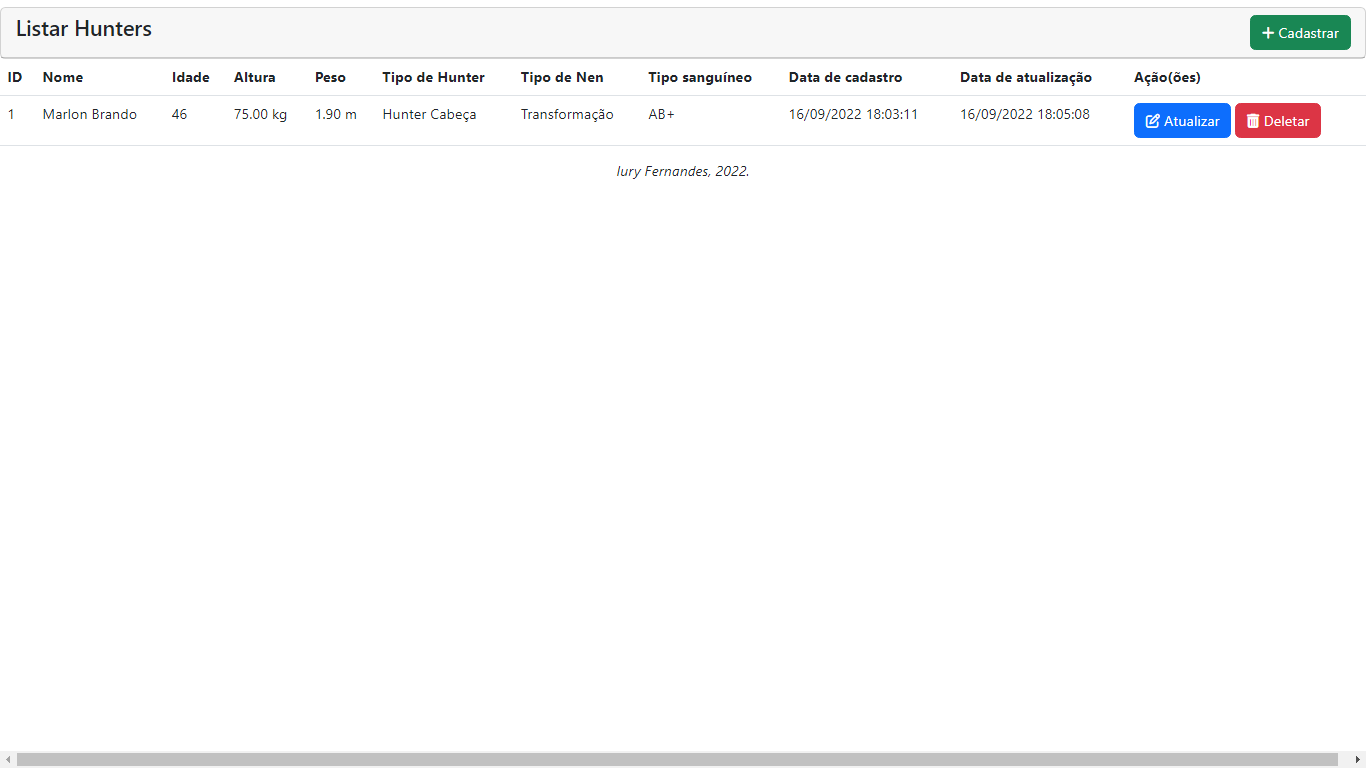 Listar Hunters
Cadastrar
ID Nome Idade Altura Peso Tipo de Hunter Tipo de Nen Tipo sanguíneo Data de cadastro Data de atualização Ação(ões)
1 Marlon Brando 46 75.00 kg 1.90 m Hunter Cabeça Transformação AB+ 16/09/2022 18:03:11 16/09/2022 18:05:08 Atualizar Deletar
Iury Fernandes, 2022.